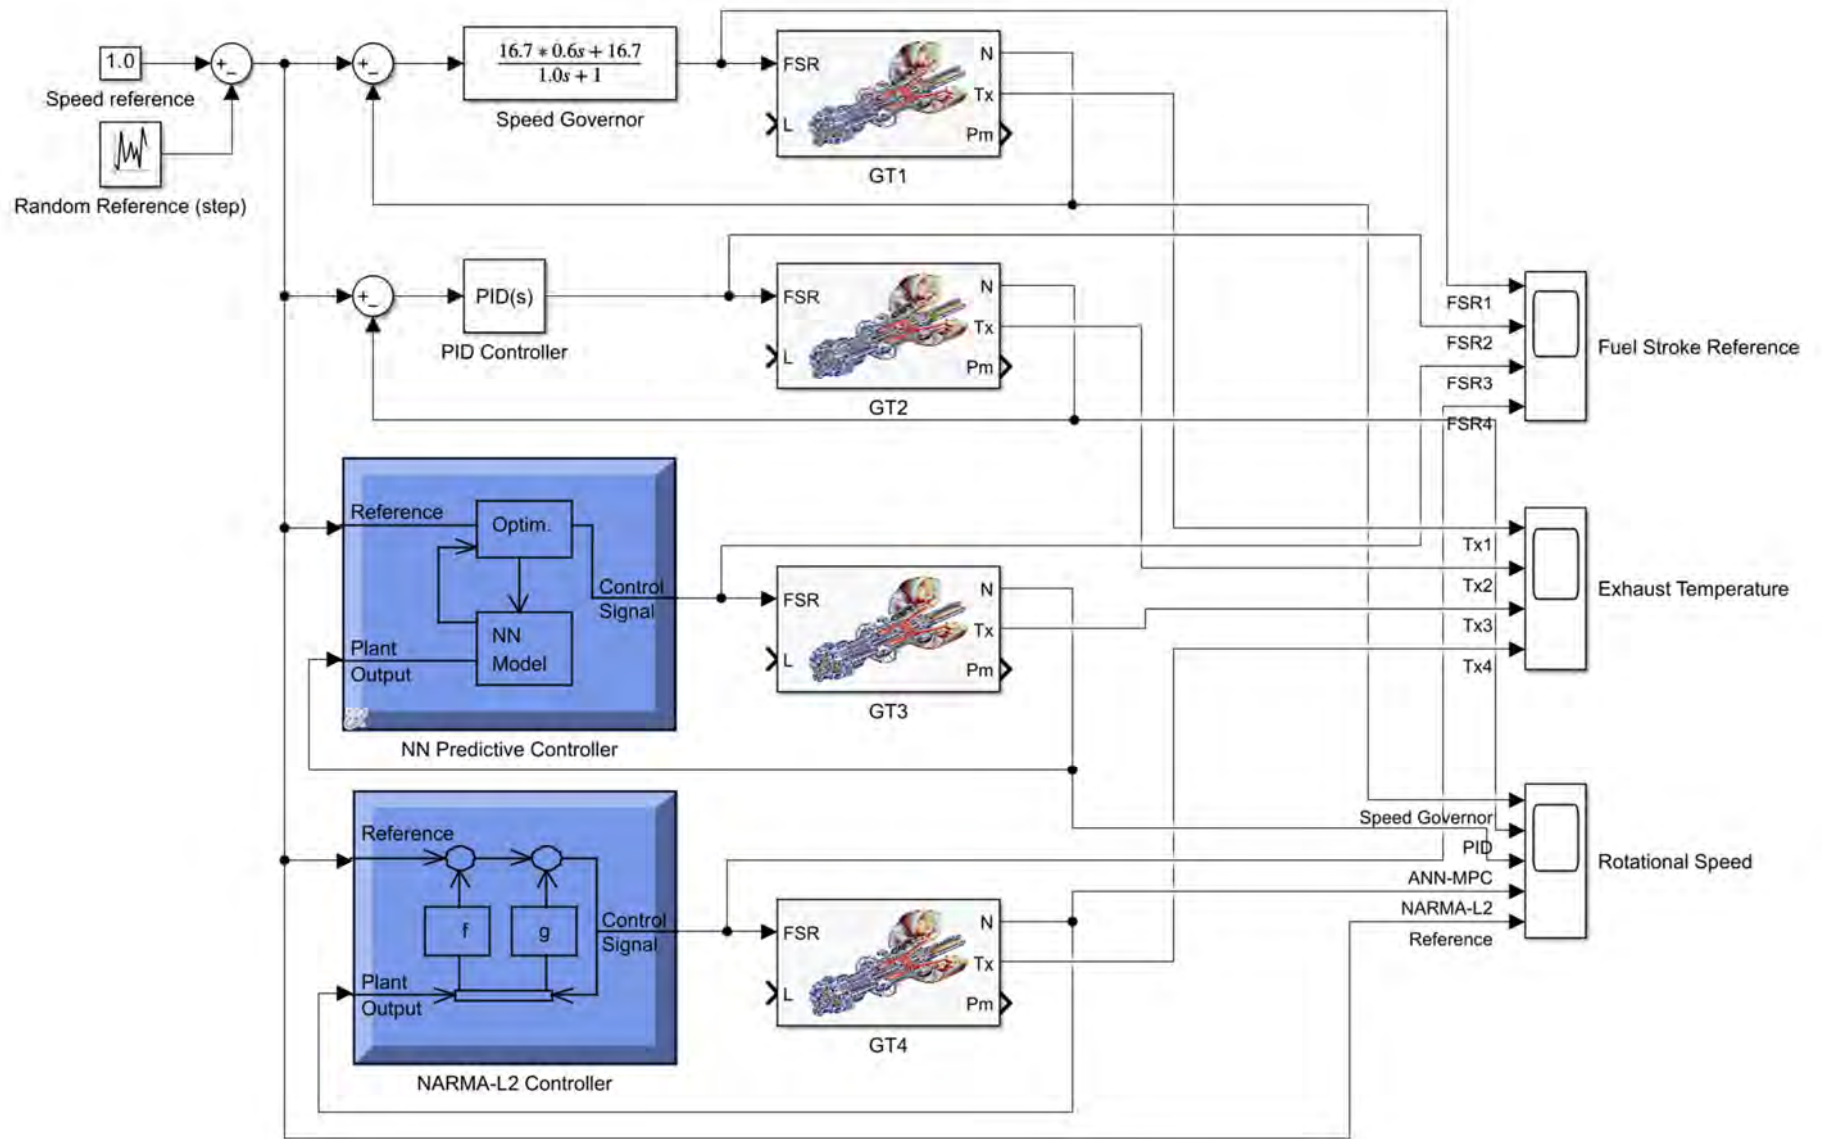 1.0
+
−
Speed reference
Random Reference (step)
+
−
16.7 * 0.6s + 16.7
1.0s + 1
Speed Governor
FSR
L
N
Tx
Pm
GT1
+
−
PID(s)
PID Controller
FSR
L
N
Tx
Pm
GT2
FSR1
FSR2
FSR3
FSR4
Fuel Stroke Reference
Reference
Optim.
Control
Signal
NN
Model
Plant
Output
NN Predictive Controller
FSR
L
N
Tx
Pm
GT3
Tx1
Tx2
Tx3
Tx4
Exhaust Temperature
Reference
f
g
Control
Signal
Plant
Output
NARMA-L2 Controller
FSR
L
N
Tx
Pm
GT4
Speed Governor
PID
ANN-MPC
NARMA-L2
Reference
Rotational Speed